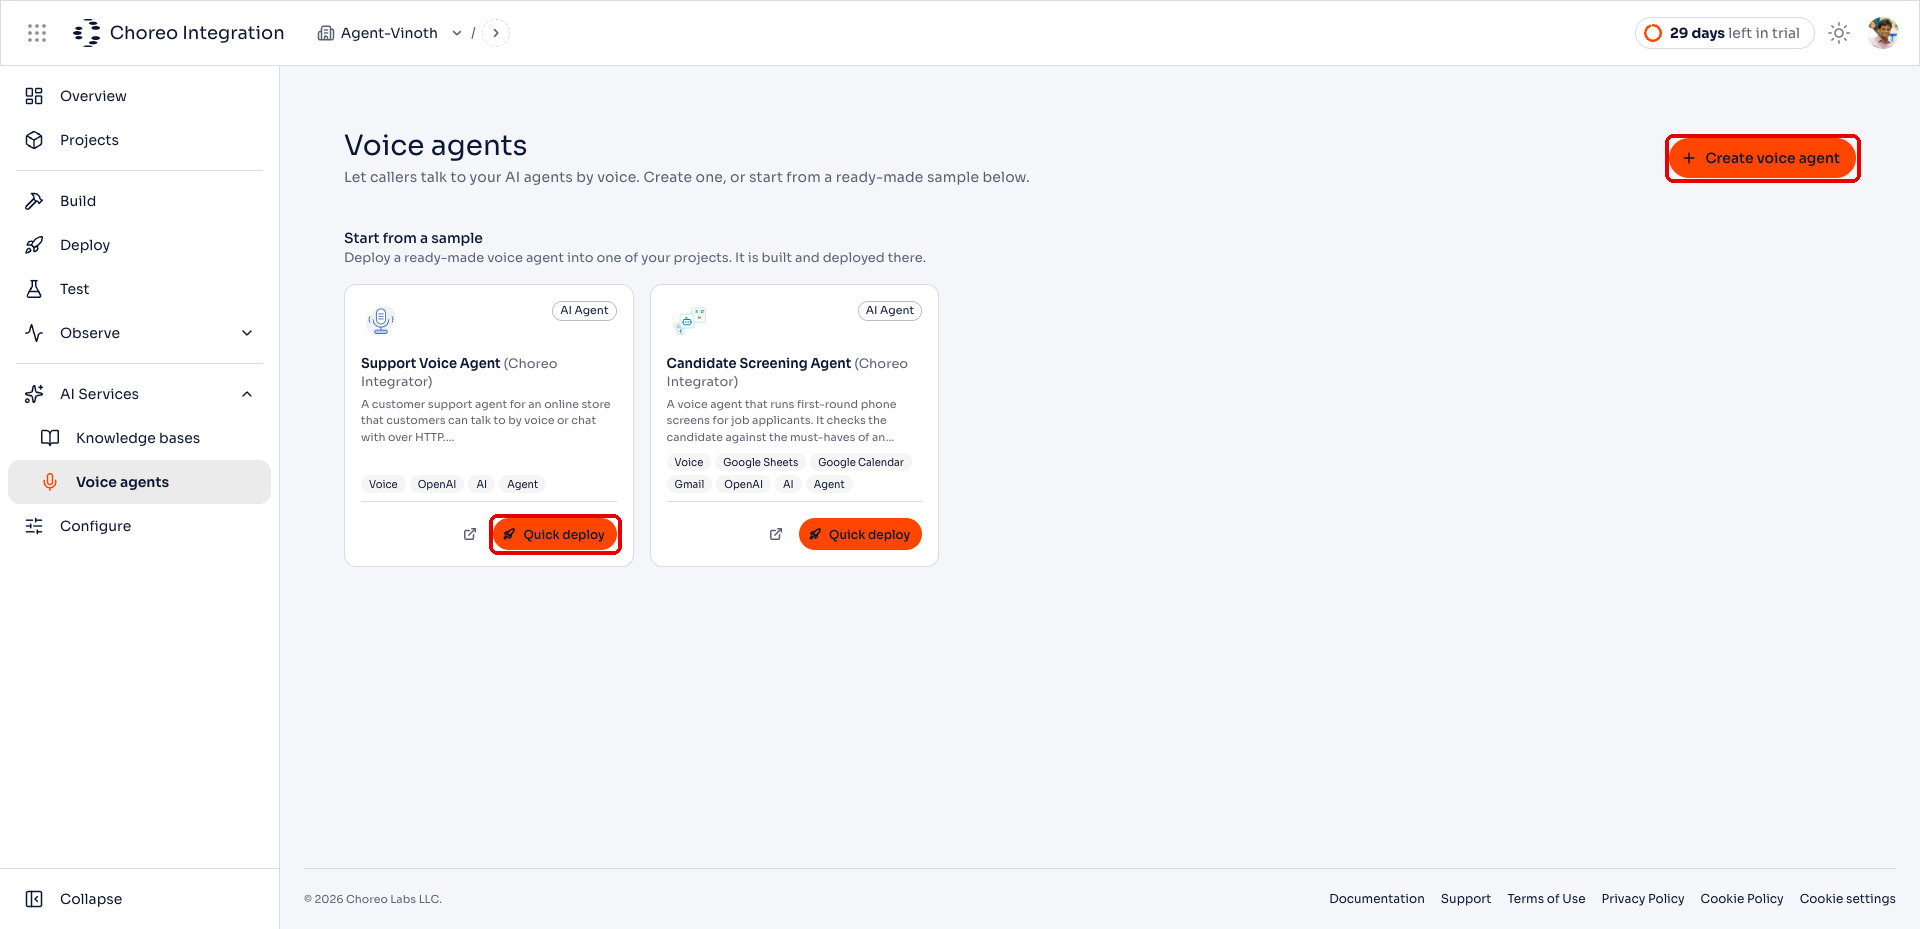 Choreo Integration
Agent-Vinoth
/
29 days left in trial
Overview
Projects
Build
Deploy
Test
Observe
AI Services
Knowledge bases
Voice agents
Configure
Collapse
Voice agents
Let callers talk to your AI agents by voice. Create one, or start from a ready-made sample below.
+ Create voice agent
Start from a sample
Deploy a ready-made voice agent into one of your projects. It is built and deployed there.
AI Agent
Support Voice Agent (Choreo
Integrator)
A customer support agent for an online store
that customers can talk to by voice or chat
with over HTTP....
Voice OpenAI AI Agent
Quick deploy
AI Agent
Candidate Screening Agent (Choreo
Integrator)
A voice agent that runs first-round phone
screens for job applicants. It checks the
candidate against the must-haves of an...
Voice Google Sheets Google Calendar
Gmail OpenAI AI Agent
Quick deploy
© 2026 Choreo Labs LLC.
Documentation Support Terms of Use Privacy Policy Cookie Policy Cookie settings